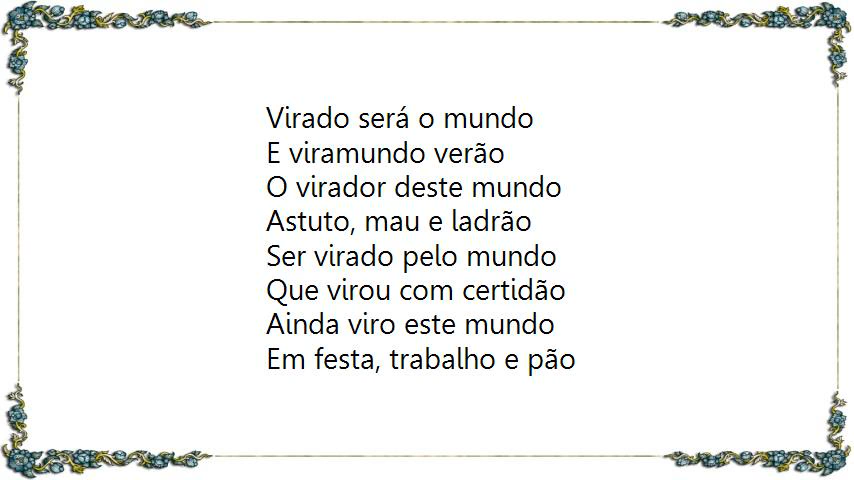 Virado será o mundo
E viramundo verão
O virador deste mundo
Astuto, mau e ladrão
Ser virado pelo mundo
Que virou com certidão
Ainda viro este mundo
Em festa, trabalho e pão